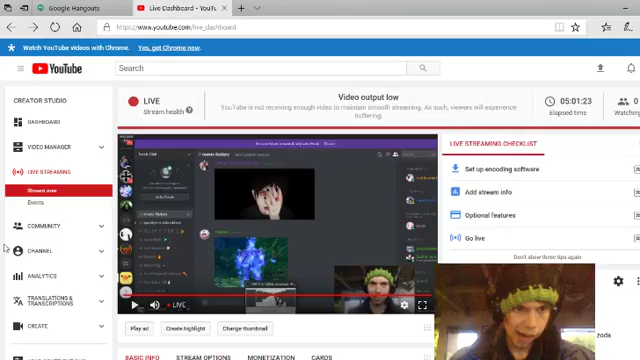 Google Hangouts
Live Dashboard - YouTu
https://www.youtube.com/live_dashboard
Watch YouTube videos with Chrome. Yes, get Chrome now.
YouTube
Search
CREATOR STUDIO
DASHBOARD
VIDEO MANAGER
LIVE STREAMING
Stream now
Events
COMMUNITY
CHANNEL
ANALYTICS
TRANSLATIONS &
TRANSCRIPTIONS
CREATE
LIVE
Stream health
Video output low
YouTube is not receiving enough video to maintain smooth streaming. As such, viewers will experience
buffering.
05:01:23
Elapsed time
0
Watching
LIVE
LIVE STREAMING CHECKLIST
Set up encoding software
Add stream info
Optional features
Go live
Don't show these tips again
Play ad
Create highlight
Change thumbnail
BASIC INFO
STREAM OPTIONS
MONETIZATION
CARDS
zoda